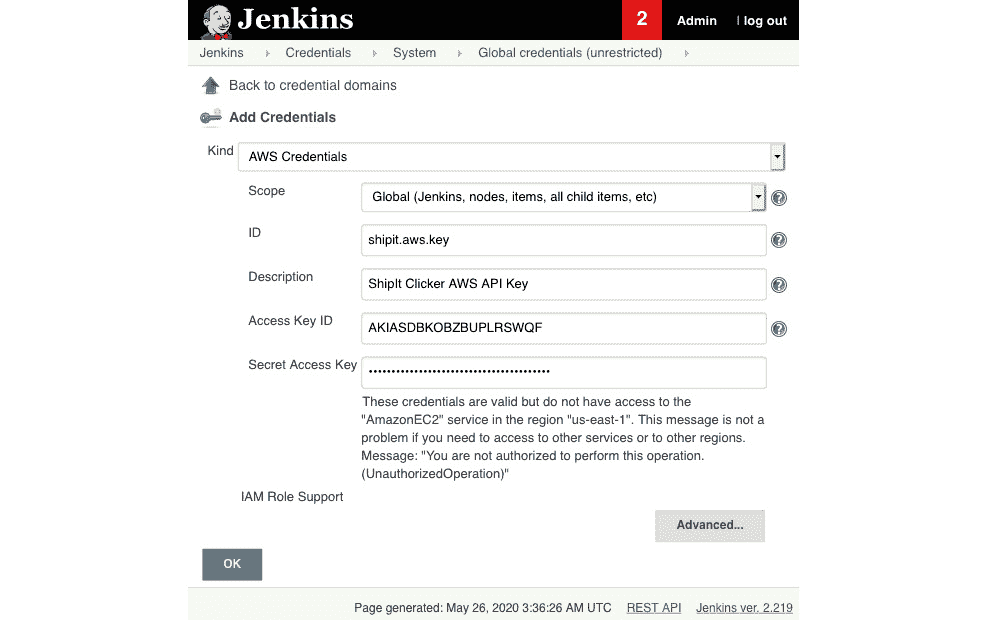 Jenkins
2
Admin
| log out
Jenkins
Credentials
System
Global credentials (unrestricted)
Back to credential domains
Add Credentials
Kind
AWS Credentials
Scope
Global (Jenkins, nodes, items, all child items, etc)
ID
shipit.aws.key
Description
ShipIt Clicker AWS API Key
Access Key ID
AKIASDBKOBZBUPLRSWQF
Secret Access Key
••••••••••••••••••••••••••••••••••••••••
These credentials are valid but do not have access to the
"AmazonEC2" service in the region "us-east-1". This message is not a
problem if you need to access to other services or to other regions.
Message: "You are not authorized to perform this operation.
(UnauthorizedOperation)"
IAM Role Support
Advanced...
OK
Page generated: May 26, 2020 3:36:26 AM UTC
REST API
Jenkins ver. 2.219